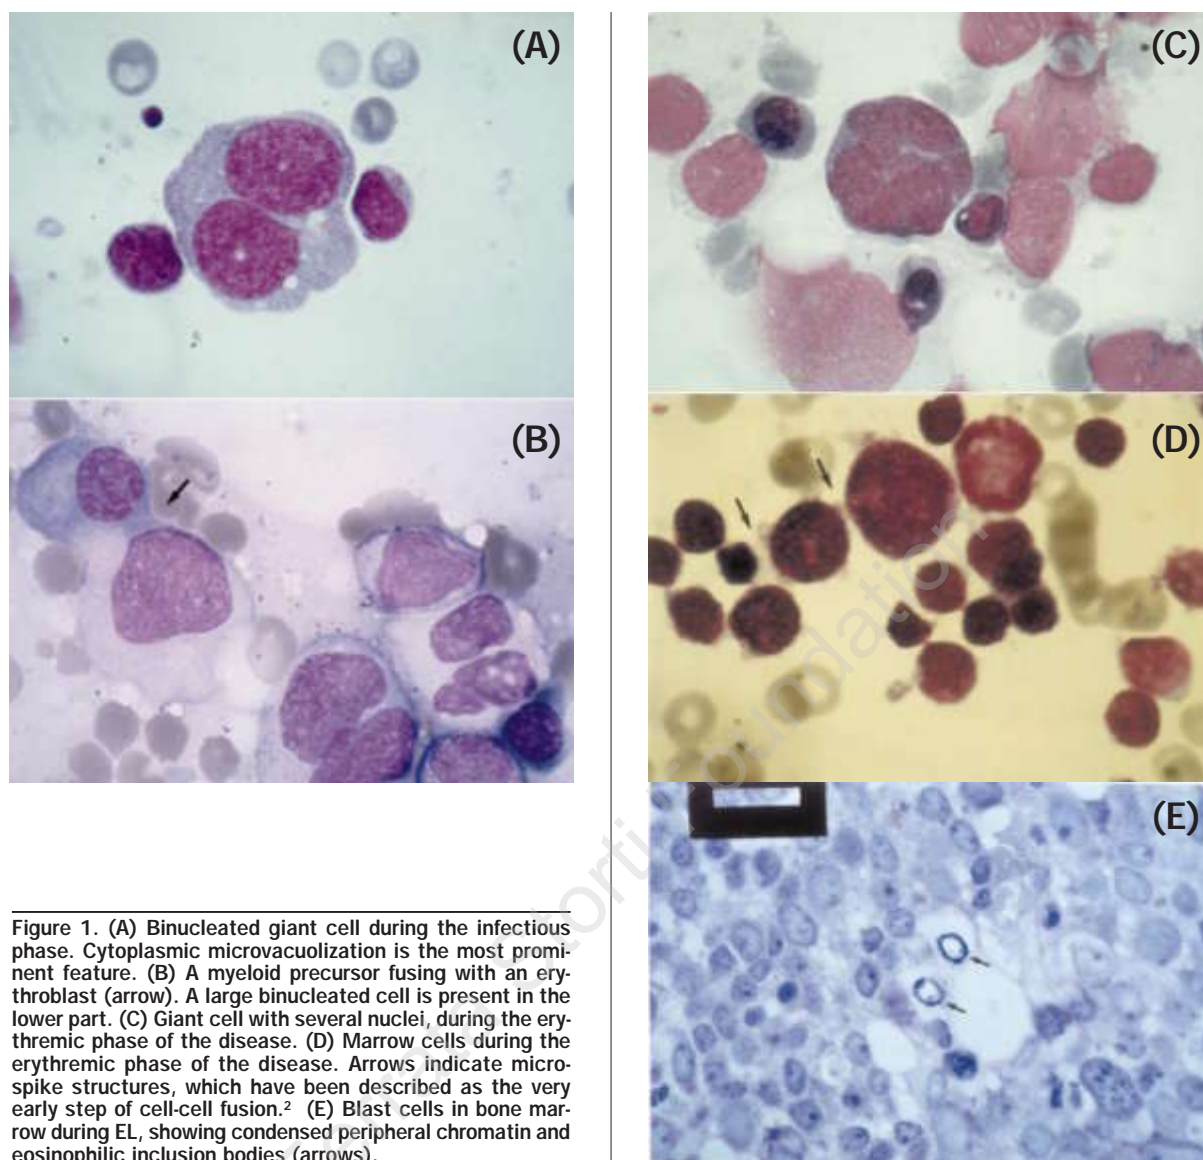 (A)
(C)
(B)
(D)
(E)
Figure 1. (A) Binucleated giant cell during the infectious
phase. Cytoplasmic microvacuolization is the most promi-
nent feature. (B) A myeloid precursor fusing with an ery-
throblast (arrow). A large binucleated cell is present in the
lower part. (C) Giant cell with several nuclei, during the ery-
thremic phase of the disease. (D) Marrow cells during the
erythremic phase of the disease. Arrows indicate micro-
spike structures, which have been described as the very
early step of cell-cell fusion.² (E) Blast cells in bone mar-
row during EL, showing condensed peripheral chromatin and
eosinophilic inclusion bodies (arrows).
Storti Foundation